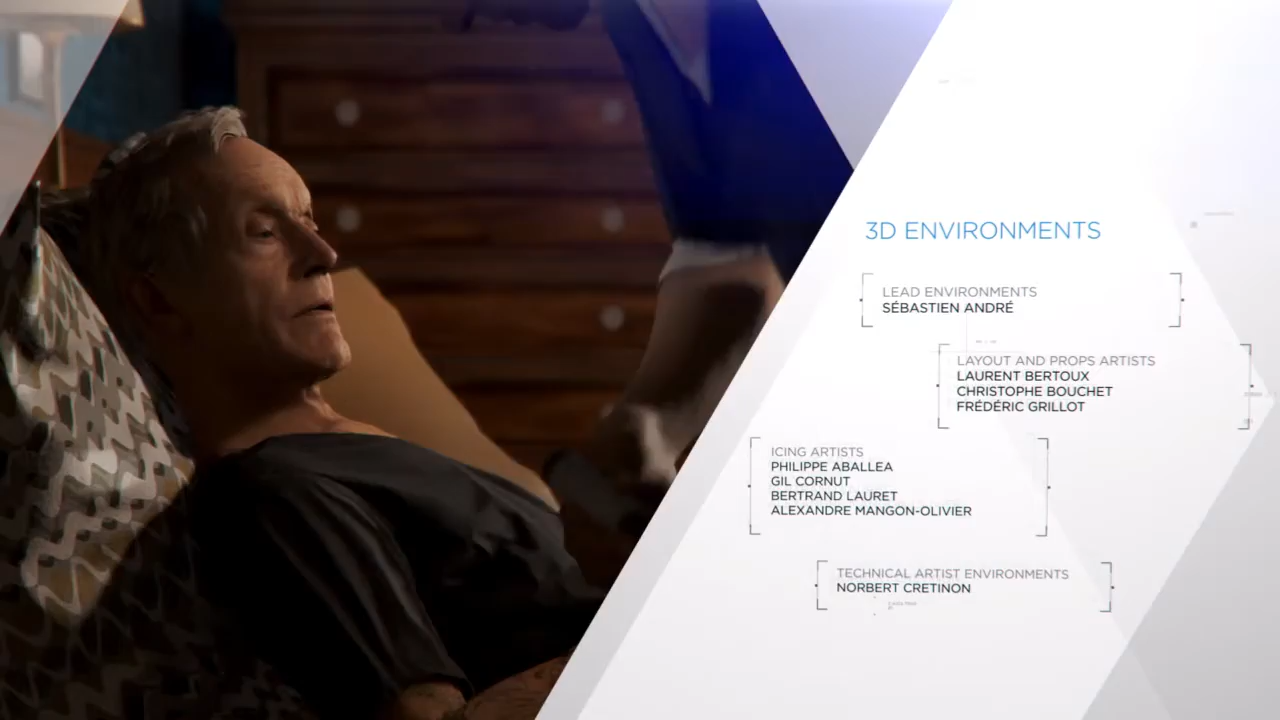 3D ENVIRONMENTS
LEAD ENVIRONMENTS
SÉBASTIEN ANDRÉ
LAYOUT AND PROPS ARTISTS
LAURENT BERTOUX
CHRISTOPHE BOUCHET
FRÉDÉRIC GRILLOT
ICING ARTISTS
PHILIPPE ABALLEA
GIL CORNUT
BERTRAND LAURET
ALEXANDRE MANGON-OLIVIER
TECHNICAL ARTIST ENVIRONMENTS
NORBERT CRETINON